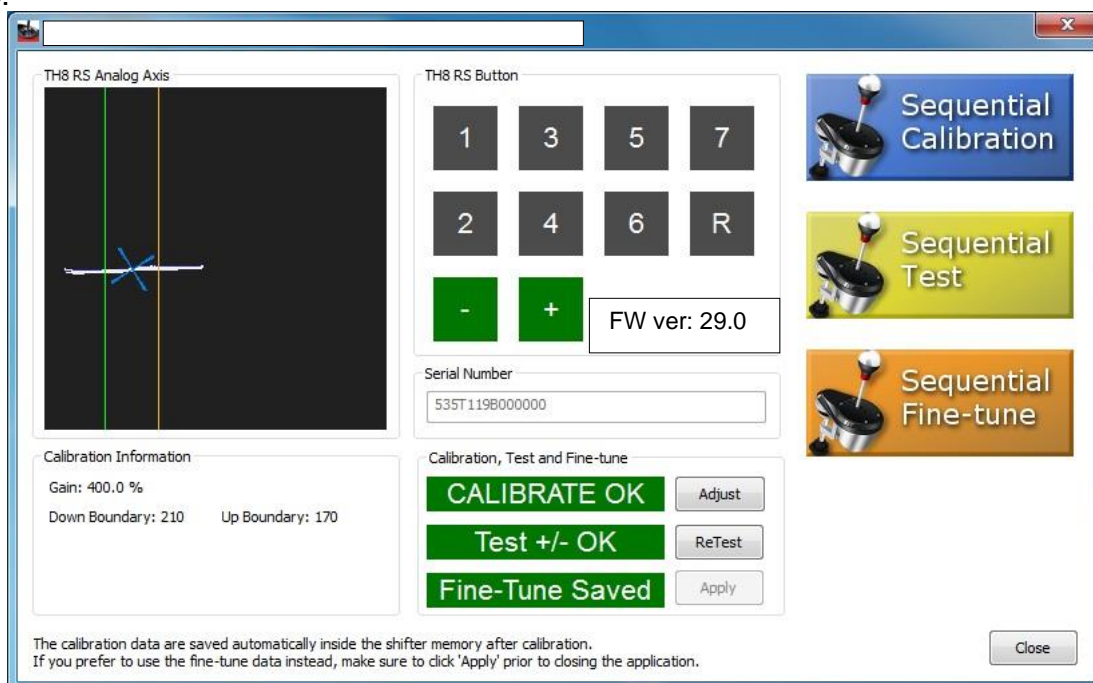 .
x
TH8 RS Analog Axis
TH8 RS Button
1 3 5 7
2 4 6 R
- +
FW ver: 29.0
Serial Number
535T119B000000
Calibration Information
Gain: 400.0 %
Down Boundary: 210 Up Boundary: 170
Calibration, Test and Fine-tune
CALIBRATE OK Adjust
Test +/- OK ReTest
Fine-Tune Saved Apply
Sequential
Calibration
Sequential
Test
Sequential
Fine-tune
The calibration data are saved automatically inside the shifter memory after calibration.
If you prefer to use the fine-tune data instead, make sure to click 'Apply' prior to closing the application.
Close